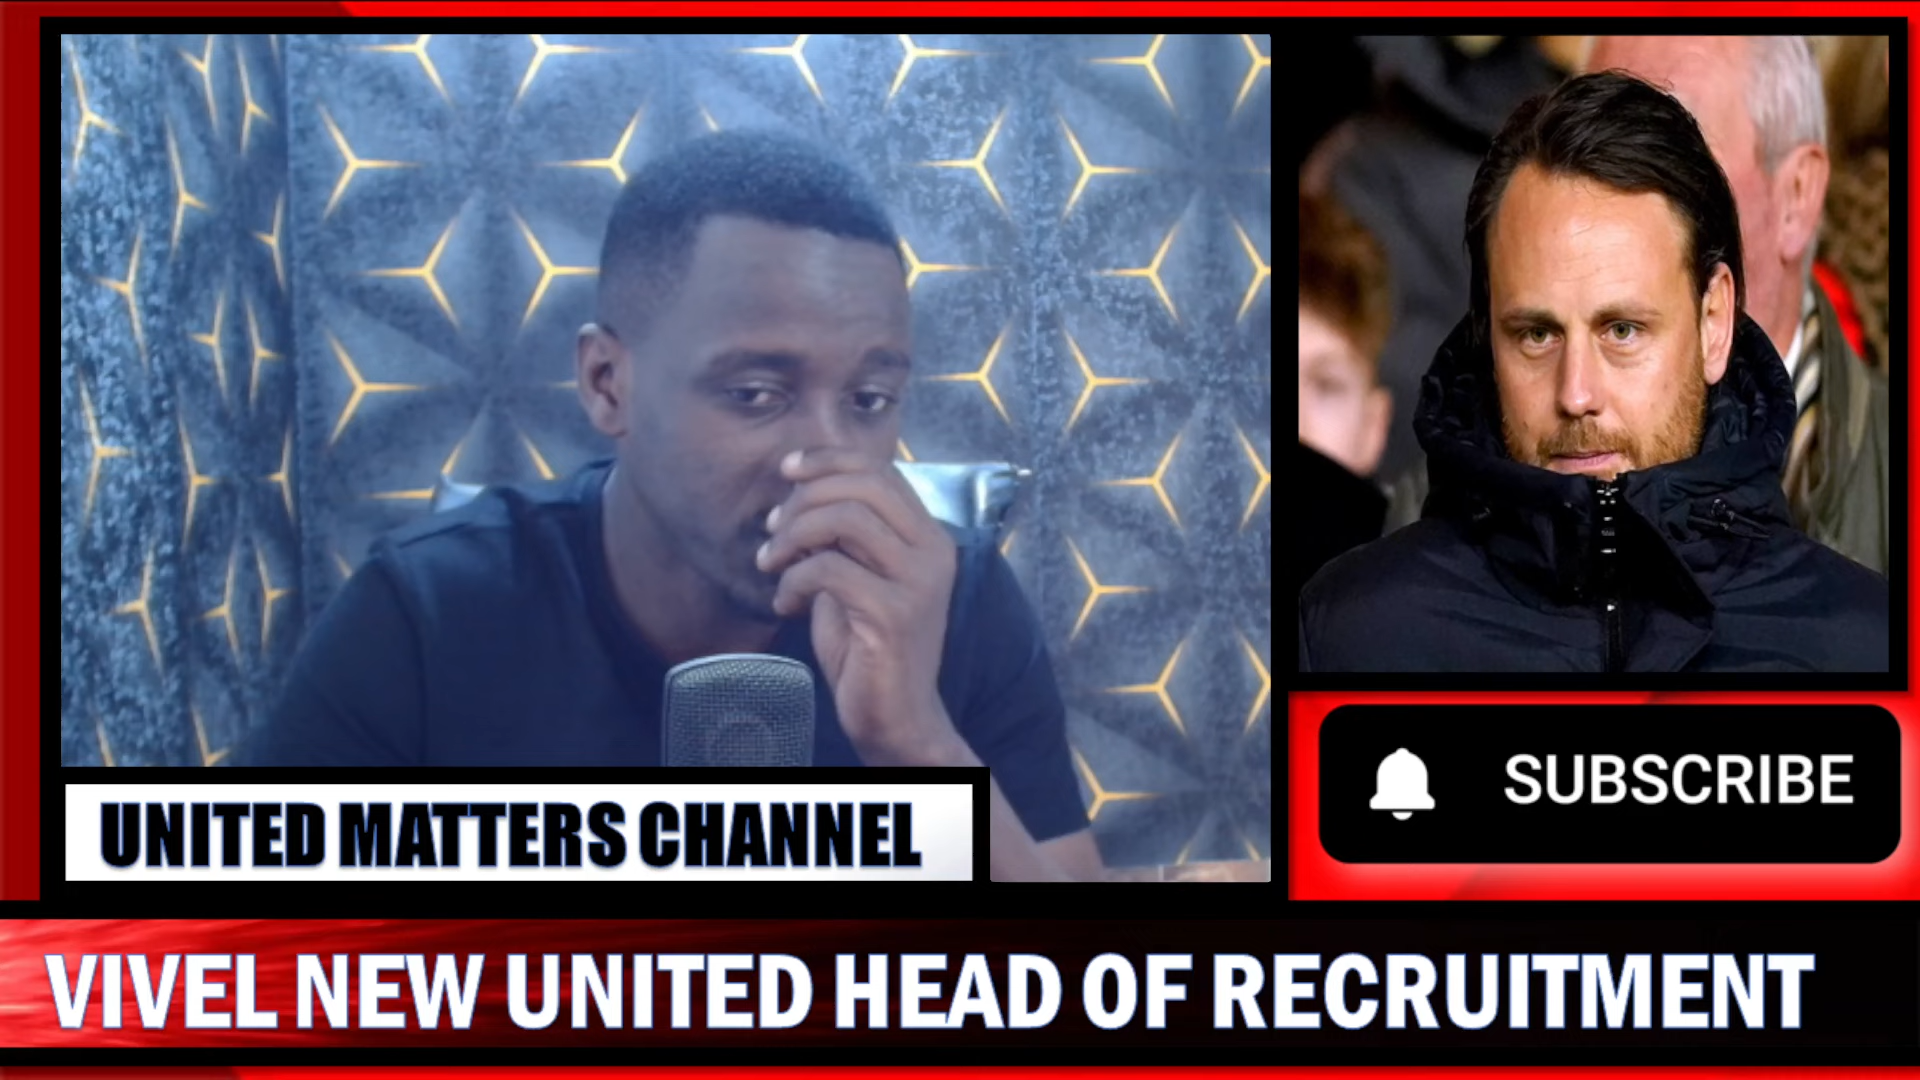 UNITED MATTERS CHANNEL
SUBSCRIBE
VIVEL NEW UNITED HEAD OF RECRUITMENT